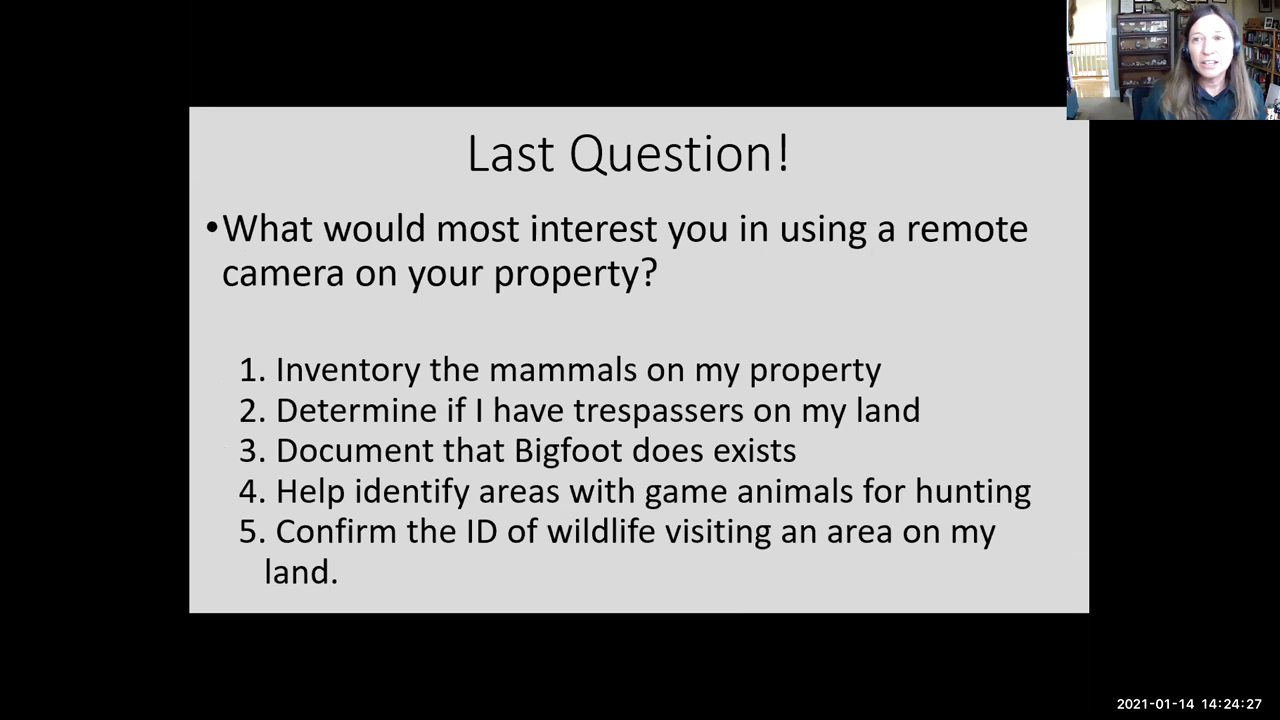 Last Question!
•What would most interest you in using a remote
camera on your property?
1. Inventory the mammals on my property
2. Determine if I have trespassers on my land
3. Document that Bigfoot does exists
4. Help identify areas with game animals for hunting
5. Confirm the ID of wildlife visiting an area on my
land.
2021-01-14 14:24:27